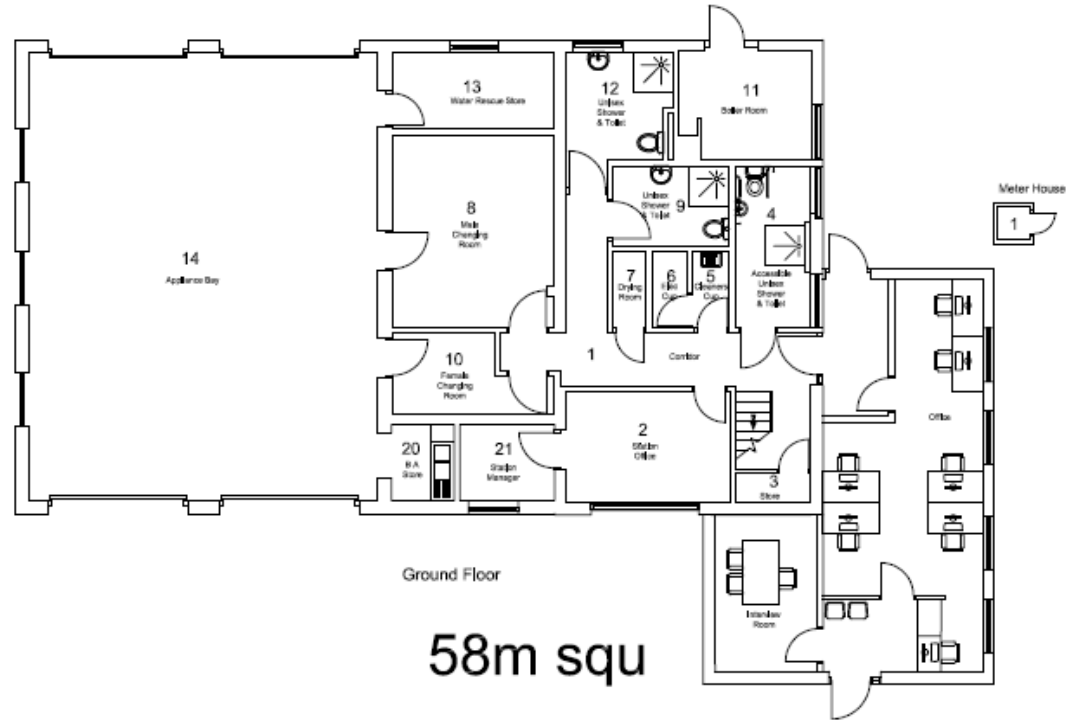 13
Water Rescue Store
12
Unisex
Shower
& Toilet
11
Boiler Room
Meter House
1
8
Male
Changing
Room
Unisex
Shower
& Toilet
9
4
Accessible
Unisex
Shower
& Toilet
14
Appliance Bay
7
Drying
Room
6
Elec
Cup
5
Cleaners
Cup
1
Corridor
10
Female
Changing
Room
Office
2
Station
Office
20
B A
Store
21
Station
Manager
3
Store
Ground Floor
Interview
Room
58m squ